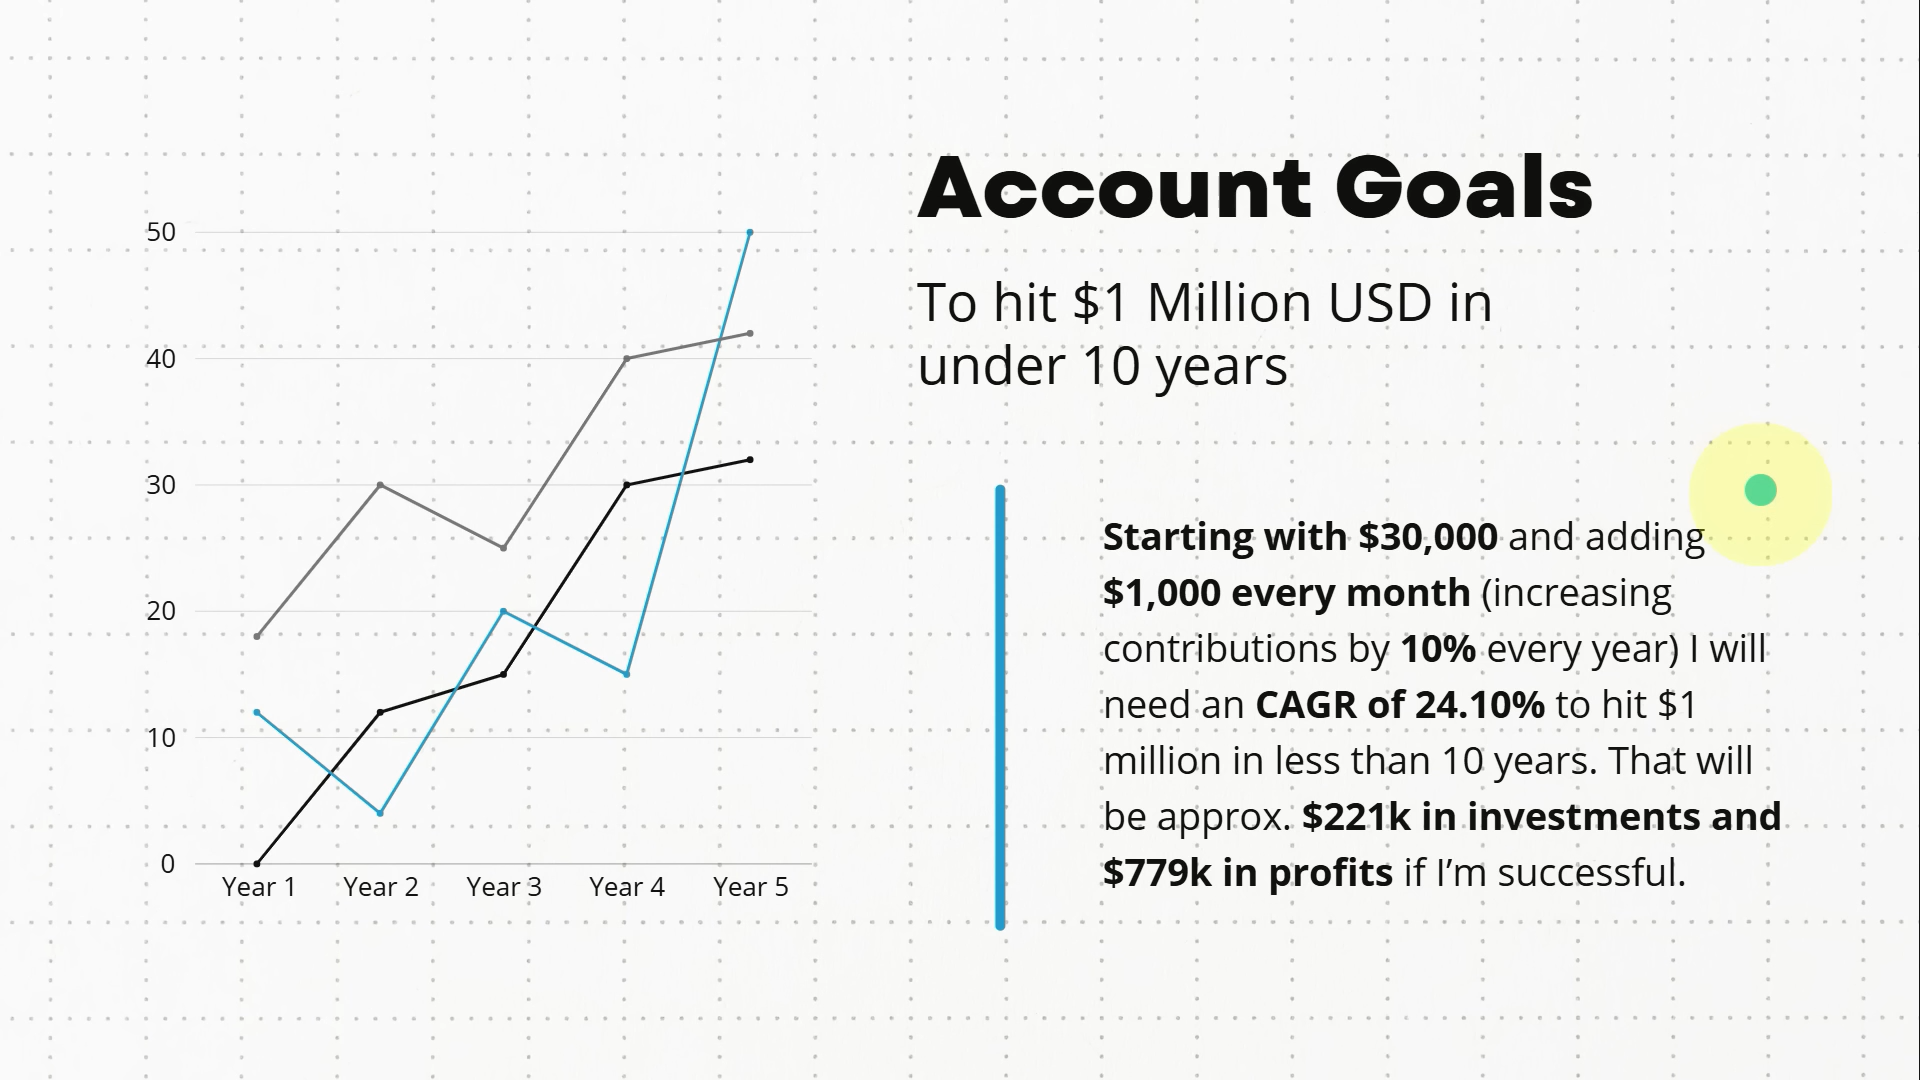 Account Goals
To hit $1 Million USD in
under 10 years
50
40
30
20
10
0
Year 1 Year 2 Year 3 Year 4 Year 5
Starting with $30,000 and adding
$1,000 every month (increasing
contributions by 10% every year) I will
need an CAGR of 24.10% to hit $1
million in less than 10 years. That will
be approx. $221k in investments and
$779k in profits if I’m successful.